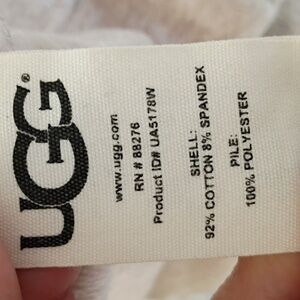 UGG®
www.ugg.com
RN # 88276
Product ID# UA5178W
SHELL:
92% COTTON 8% SPANDEX
PILE:
100% POLYESTER